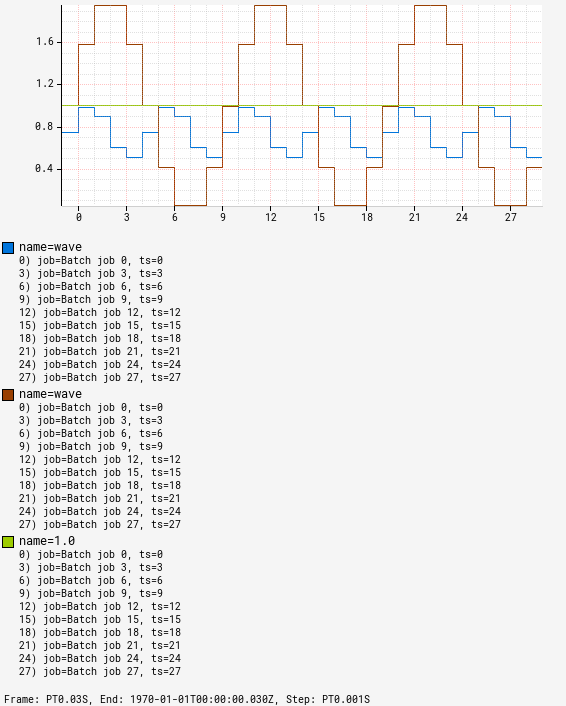 1.6
1.2
0.8
0.4
0 3 6 9 12 15 18 21 24 27
name=wave
0) job=Batch job 0, ts=0
3) job=Batch job 3, ts=3
6) job=Batch job 6, ts=6
9) job=Batch job 9, ts=9
12) job=Batch job 12, ts=12
15) job=Batch job 15, ts=15
18) job=Batch job 18, ts=18
21) job=Batch job 21, ts=21
24) job=Batch job 24, ts=24
27) job=Batch job 27, ts=27
name=wave
0) job=Batch job 0, ts=0
3) job=Batch job 3, ts=3
6) job=Batch job 6, ts=6
9) job=Batch job 9, ts=9
12) job=Batch job 12, ts=12
15) job=Batch job 15, ts=15
18) job=Batch job 18, ts=18
21) job=Batch job 21, ts=21
24) job=Batch job 24, ts=24
27) job=Batch job 27, ts=27
name=1.0
0) job=Batch job 0, ts=0
3) job=Batch job 3, ts=3
6) job=Batch job 6, ts=6
9) job=Batch job 9, ts=9
12) job=Batch job 12, ts=12
15) job=Batch job 15, ts=15
18) job=Batch job 18, ts=18
21) job=Batch job 21, ts=21
24) job=Batch job 24, ts=24
27) job=Batch job 27, ts=27
Frame: PT0.03S, End: 1970-01-01T00:00:00.030Z, Step: PT0.001S